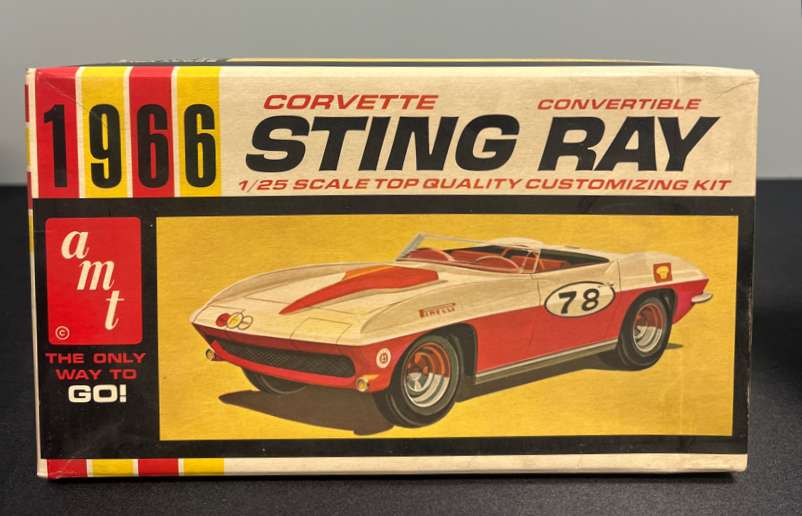 1966
CORVETTE CONVERTIBLE
STING RAY
1/25 SCALE TOP QUALITY CUSTOMIZING KIT
amt
©
THE ONLY
WAY TO
GO!
PIRELLI
78